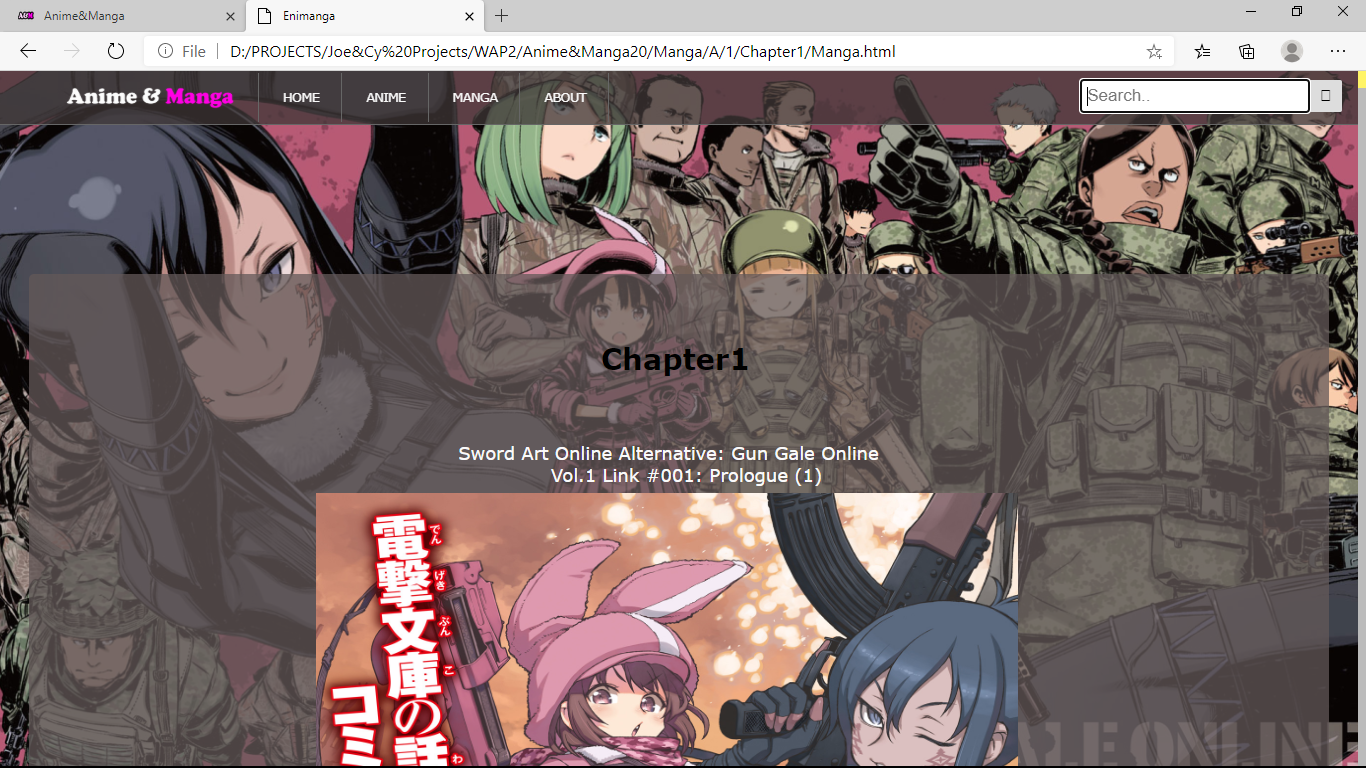 Anime&Manga
Enimanga
File
D:/PROJECTS/Joe&Cy%20Projects/WAP2/Anime&Manga20/Manga/A/1/Chapter1/Manga.html
Anime & Manga
HOME
ANIME
MANGA
ABOUT
Search..
Chapter1
Sword Art Online Alternative: Gun Gale Online
Vol.1 Link #001: Prologue (1)
電撃文庫の話
でんげきぶんこ
わ
コミ
ALE ONLINE